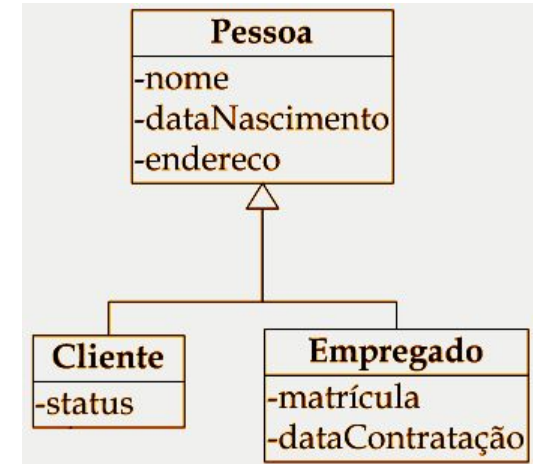 Pessoa
-nome
-dataNascimento
-endereco
Cliente
-status
Empregado
-matrícula
-dataContratação